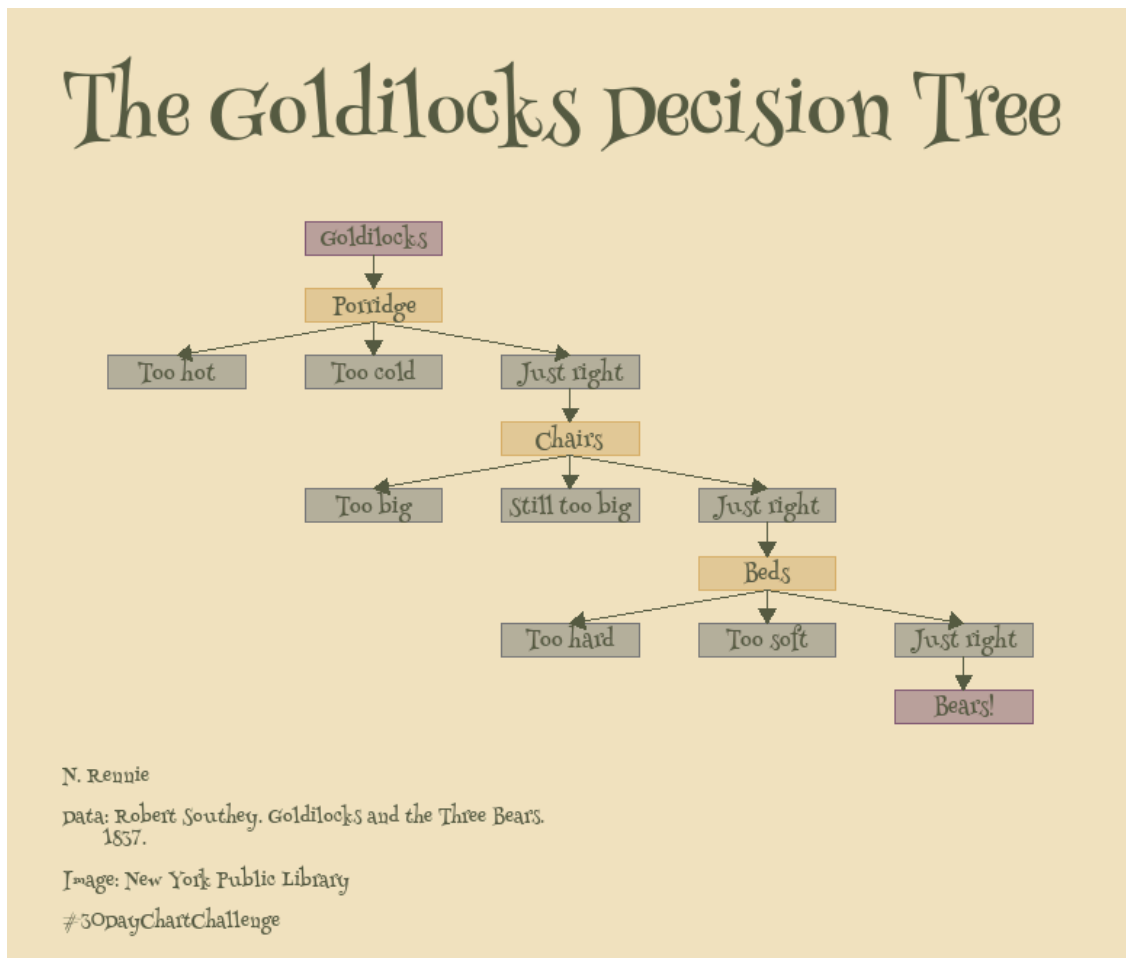 The Goldilocks Decision Tree
Goldilocks
Porridge
Too hot
Too cold
Just right
Chairs
Too big
Still too big
Just right
Beds
Too hard
Too soft
Just right
Bears!
N. Rennie
Data: Robert Southey. Goldilocks and the Three Bears.
1837.
Image: New York Public Library
#30DayChartChallenge